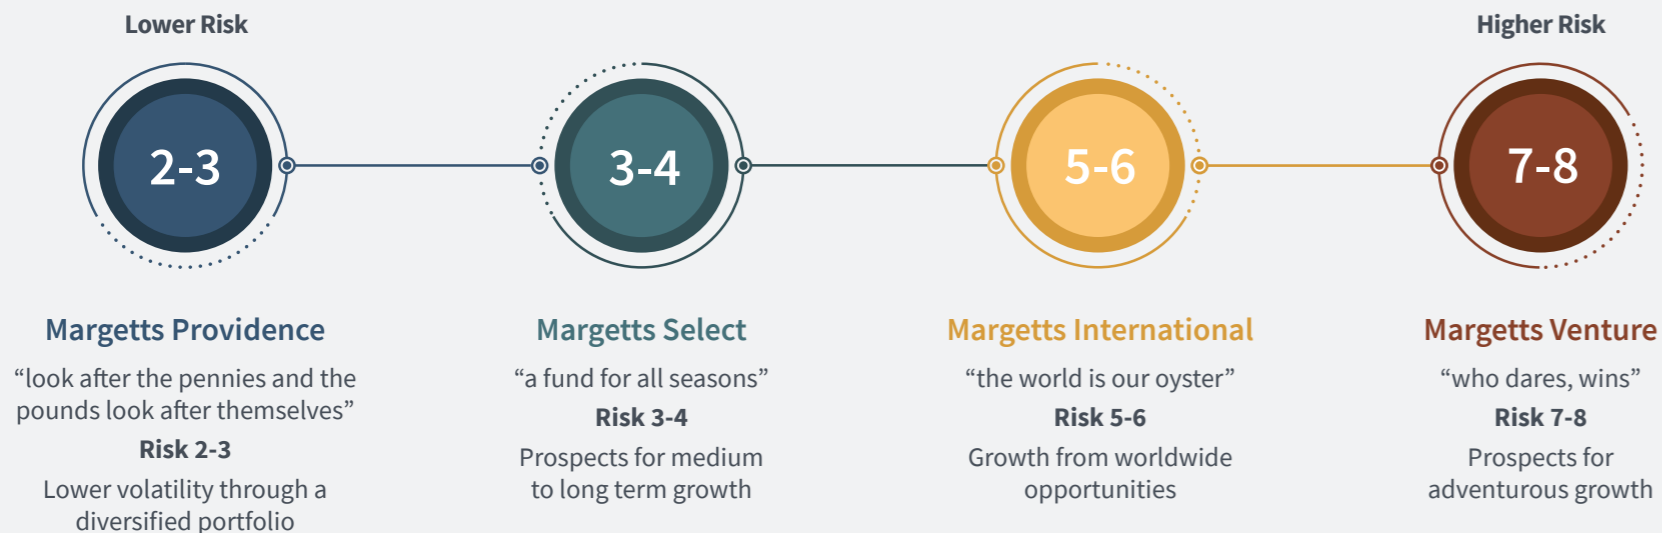 Lower Risk
Higher Risk
2-3
3-4
5-6
7-8
Margetts Providence
“look after the pennies and the
pounds look after themselves”
Risk 2-3
Lower volatility through a
diversified portfolio
Margetts Select
“a fund for all seasons”
Risk 3-4
Prospects for medium
to long term growth
Margetts International
“the world is our oyster”
Risk 5-6
Growth from worldwide
opportunities
Margetts Venture
“who dares, wins”
Risk 7-8
Prospects for
adventurous growth